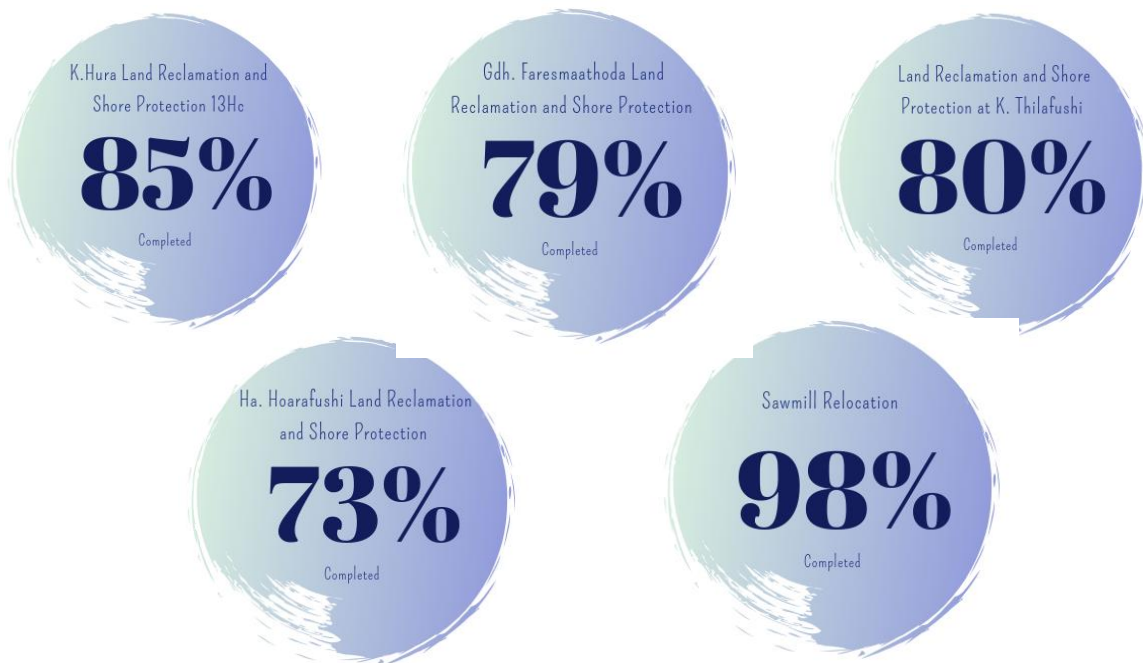 K.Hura Land Reclamation and
Shore Protection 13Hc
85%
Completed
Gdh. Faresmaathoda Land
Reclamation and Shore Protection
79%
Completed
Land Reclamation and Shore
Protection at K. Thilafushi
80%
Completed
Ha. Hoarafushi Land Reclamation
and Shore Protection
73%
Completed
Sawmill Relocation
98%
Completed